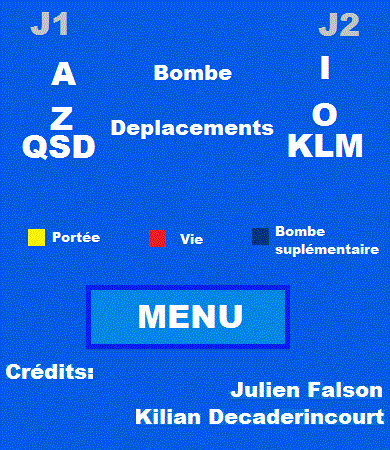 J1 J2
A Bombe I
Z O
QSD Deplacements KLM
Portée Vie Bombe
suplémentaire
MENU
Crédits:
Julien Falson
Kilian Decaderincourt